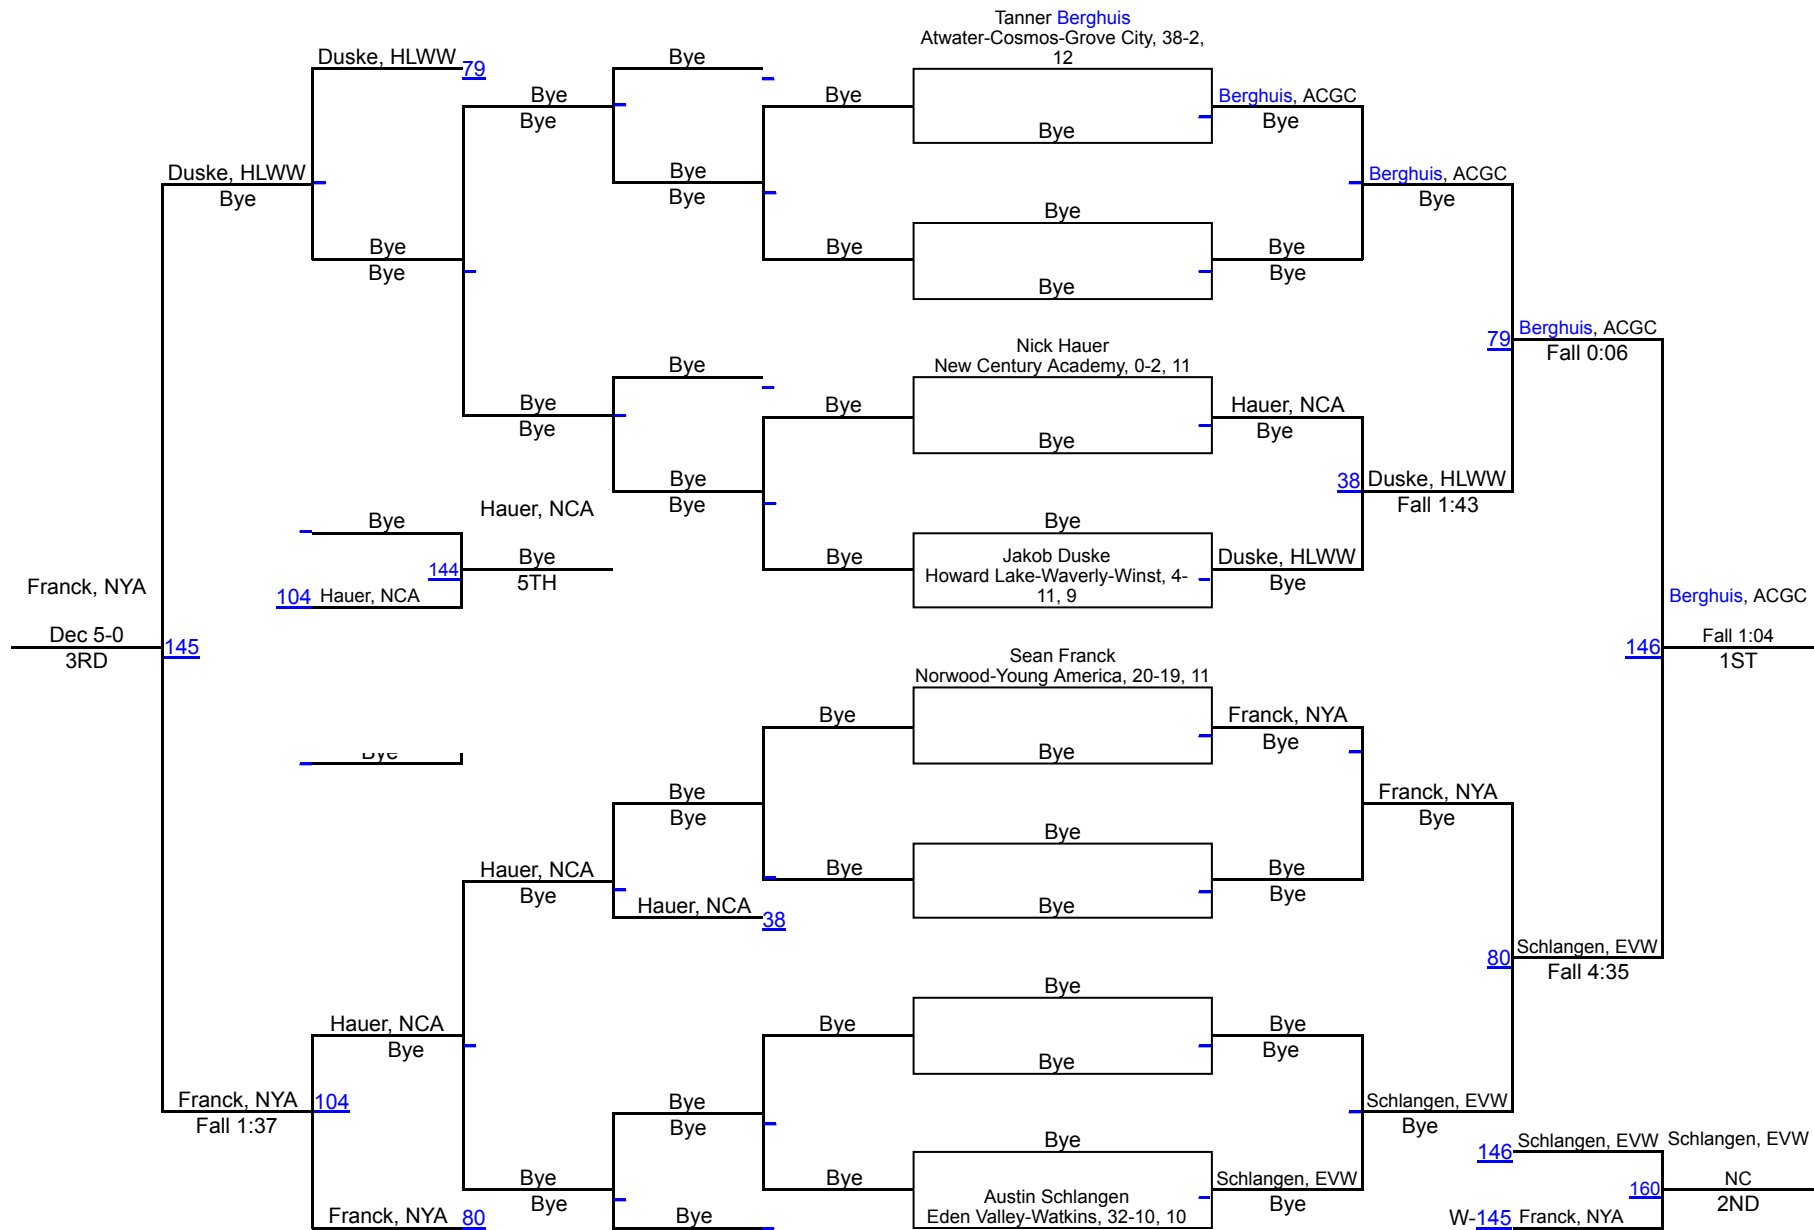 Tanner Berghuis
Atwater-Cosmos-Grove City, 38-2,
12
Duske, HLWW
79
Bye
Bye
Bye
Bye
Bye
Berghuis, ACGC
Bye
Bye
Bye
Duske, HLWW
Bye
Berghuis, ACGC
Bye
Bye
Bye
Bye
Bye
Bye
Bye
Bye
Bye
Berghuis, ACGC
79
Fall 0:06
Nick Hauer
New Century Academy, 0-2, 11
Bye
Bye
Bye
Bye
Hauer, NCA
Bye
Bye
Bye
Bye
38
Duske, HLWW
Fall 1:43
Hauer, NCA
Bye
Bye
144
5TH
104
Hauer, NCA
Bye
Bye
Jakob Duske
Howard Lake-Waverly-Winst, 4-
11, 9
Duske, HLWW
Bye
Franck, NYA
Dec 5-0
3RD
145
Berghuis, ACGC
146
Fall 1:04
1ST
Sean Franck
Norwood-Young America, 20-19, 11
Bye
Bye
Franck, NYA
Bye
Bye
Bye
Bye
Franck, NYA
Bye
Hauer, NCA
Bye
Bye
Bye
Bye
Bye
Bye
Hauer, NCA
38
80
Schlangen, EVW
Fall 4:35
Bye
Bye
Bye
Bye
Bye
Hauer, NCA
Bye
Franck, NYA
104
Fall 1:37
Bye
Bye
Schlangen, EVW
Bye
Bye
Bye
Bye
Bye
Austin Schlangen
Eden Valley-Watkins, 32-10, 10
Schlangen, EVW
Bye
Franck, NYA
80
Bye
146
Schlangen, EVW
Schlangen, EVW
160
NC
2ND
W-145
Franck, NYA